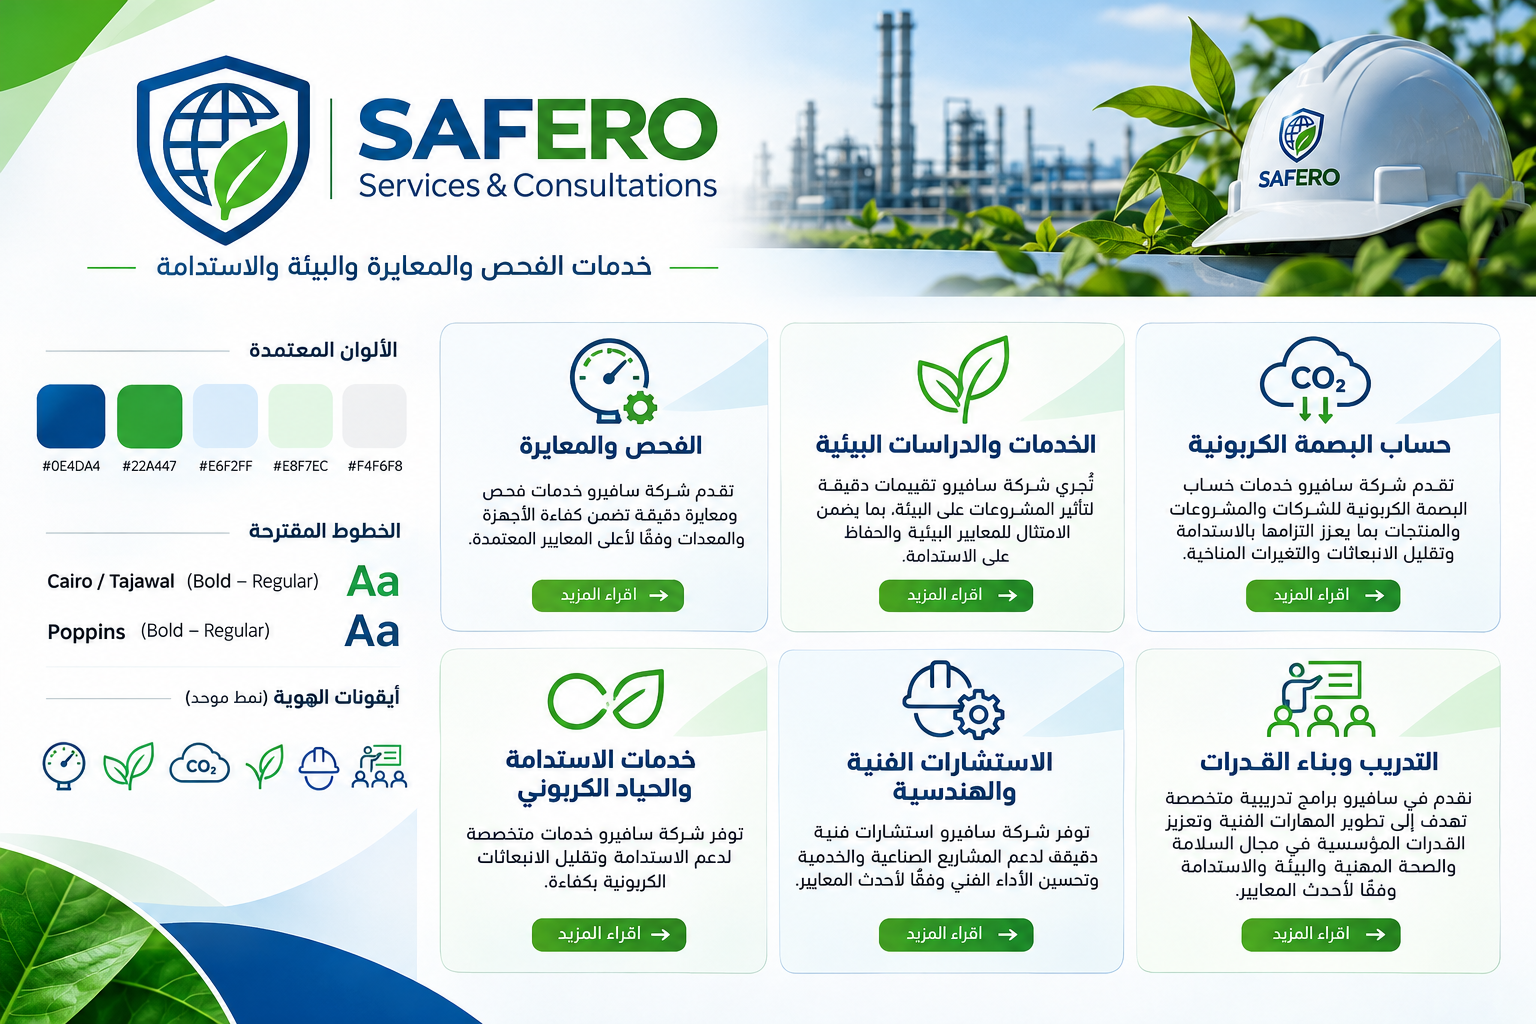 SAFERO
Services & Consultations
خدمات الفحص والمعايرة والبيئة والاستدامة
SAFERO
الألوان المعتمدة
#0E4DA4
#22A447
#E6F2FF
#E8F7EC
#F4F6F8
الخطوط المقترحة
Cairo / Tajawal (Bold – Regular) Aa
Poppins (Bold – Regular) Aa
أيقونات الهوية (نمط موحد)
CO₂
حساب البصمة الكربونية
تقدم شركة سافيرو خدمات خساب
البصمة الكربونية للشركات والمشروعات
والمنتجات بما يعزز التزامها بالاستدامة
وتقليل الانبعاثات والتغيرات المناخية.
اقراء المزيد →
الخدمات والدراسات البيئية
تُجري شركة سافيرو تقييمات دقيقة
لتأثير المشروعات على البيئة، بما يضمن
الامتثال للمعايير البيئية والحفاظ
على الاستدامة.
اقراء المزيد →
الفحص والمعايرة
تقدم شركة سافيرو خدمات فحص
ومعايرة دقيقة تضمن كفاءة الأجهزة
والمعدات وفقًا لأعلى المعايير المعتمدة.
اقراء المزيد →
التدريب وبناء القدرات
نقدم في سافيرو برامج تدريبية متخصصة
تهدف إلى تطوير المهارات الفنية وتعزيز
القدرات المؤسسية في مجال السلامة
والصحة المهنية والبيئة والاستدامة
وفقًا لأحدث المعايير.
اقراء المزيد →
الاستشارات الفنية
والهندسية
توفر شركة سافيرو استشارات فنية
دقيقف لدعم المشاريع الصناعية والخدمية
وتحسين الأداء الفني وفقًا لأحدث المعايير.
اقراء المزيد →
خدمات الاستدامة
والحياد الكربوني
توفر شركة سافيرو خدمات متخصصة
لدعم الاستدامة وتقليل الانبعاثات
الكربونية بكفاءة.
اقراء المزيد →
CO₂